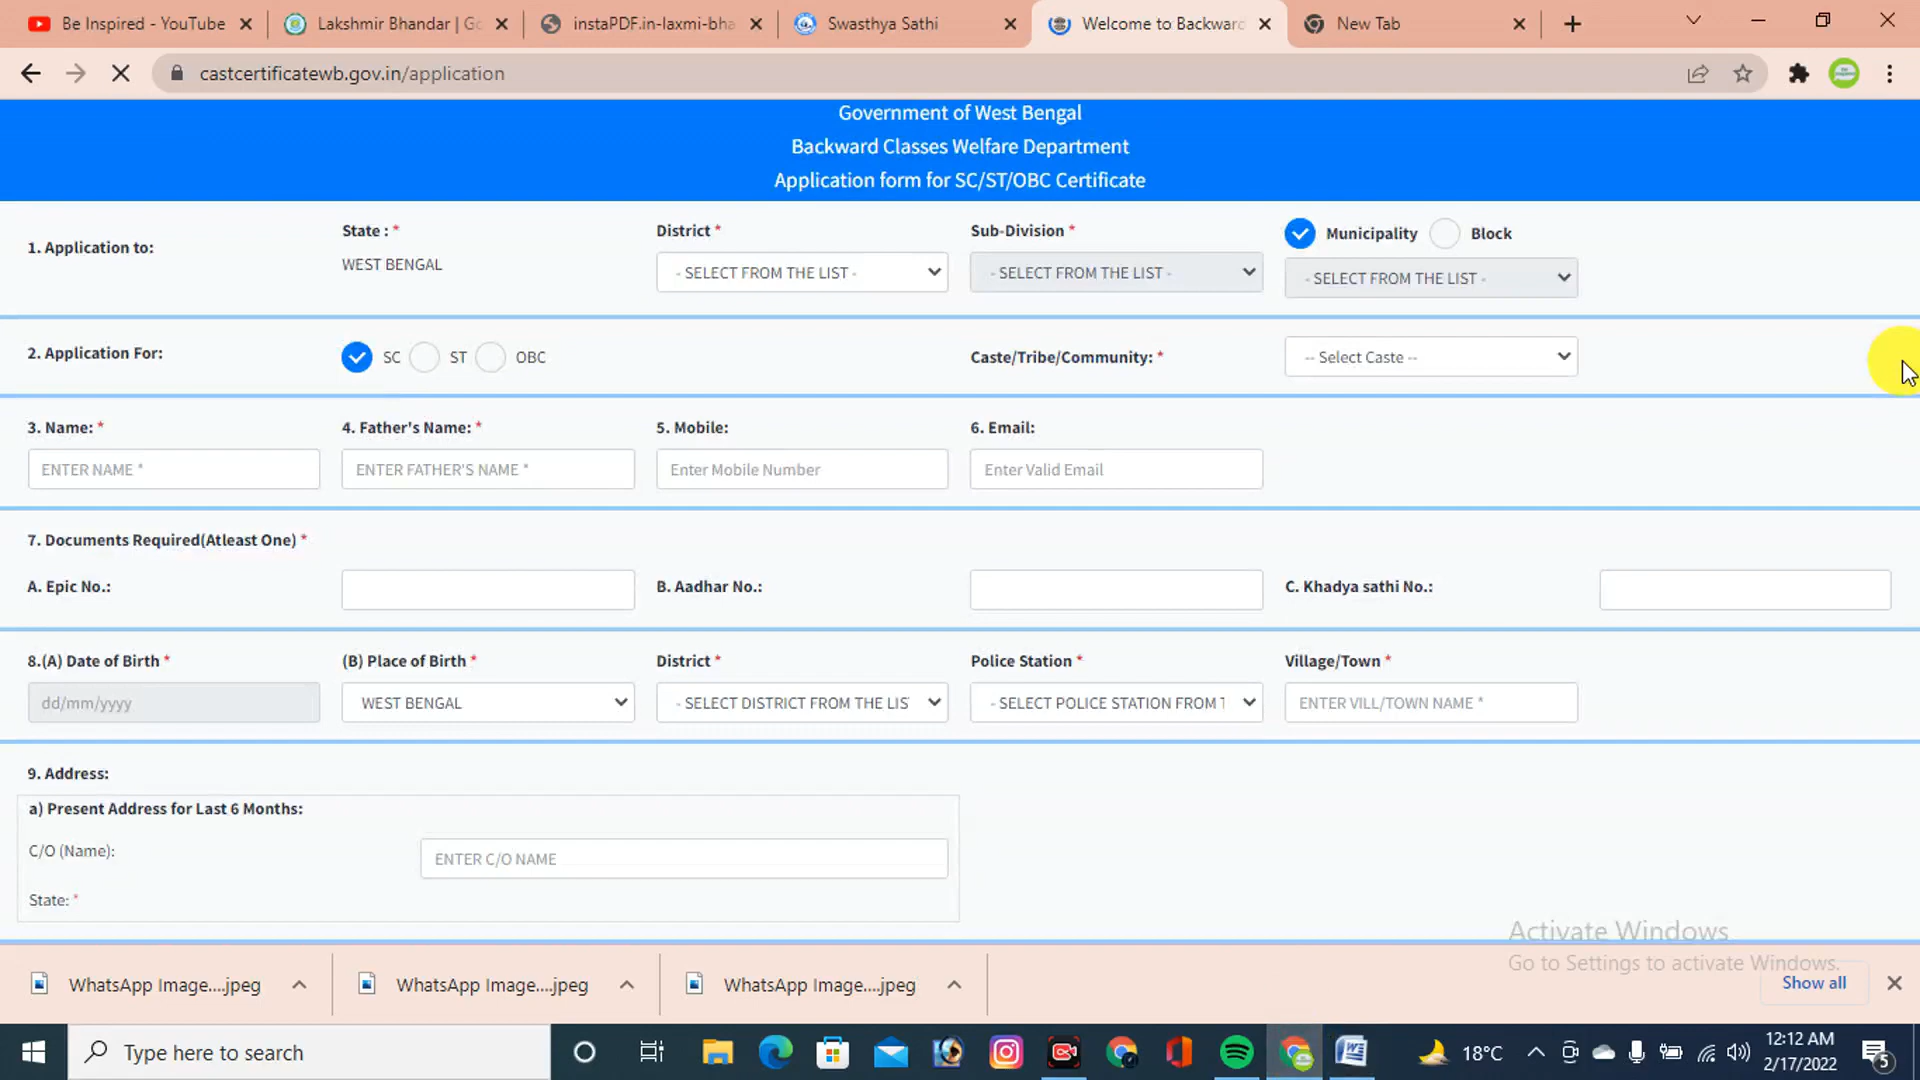 Be Inspired - YouTube
Lakshmir Bhandar | Go
instaPDF.in-laxmi-bha
Swasthya Sathi
Welcome to Backward
New Tab
castcertificatewb.gov.in/application
Government of West Bengal
Backward Classes Welfare Department
Application form for SC/ST/OBC Certificate
1. Application to:
State : *
WEST BENGAL
District *
- SELECT FROM THE LIST -
Sub-Division *
- SELECT FROM THE LIST -
Municipality Block
- SELECT FROM THE LIST -
2. Application For:
SC ST OBC
Caste/Tribe/Community: *
-- Select Caste --
3. Name: *
4. Father's Name: *
5. Mobile:
6. Email:
ENTER NAME *
ENTER FATHER'S NAME *
Enter Mobile Number
Enter Valid Email
7. Documents Required(Atleast One) *
A. Epic No.:
B. Aadhar No.:
C. Khadya sathi No.:
8.(A) Date of Birth *
(B) Place of Birth *
District *
Police Station *
Village/Town *
dd/mm/yyyy
WEST BENGAL
- SELECT DISTRICT FROM THE LIS
- SELECT POLICE STATION FROM T
ENTER VILL/TOWN NAME *
9. Address:
a) Present Address for Last 6 Months:
C/O (Name):
ENTER C/O NAME
State: *
Activate Windows
Go to Settings to activate Windows.
WhatsApp Image....jpeg
WhatsApp Image....jpeg
WhatsApp Image....jpeg
Show all
Type here to search
18°C
12:12 AM
2/17/2022
5